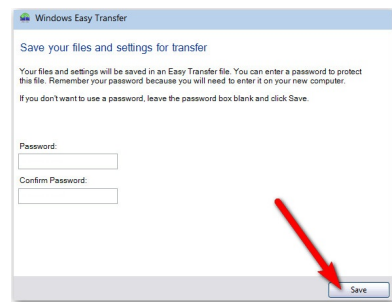 Windows Easy Transfer
Save your files and settings for transfer
Your files and settings will be saved in an Easy Transfer file. You can enter a password to protect
this file. Remember your password because you will need to enter it on your new computer.
If you don't want to use a password, leave the password box blank and click Save.
Password:
Confirm Password:
Save